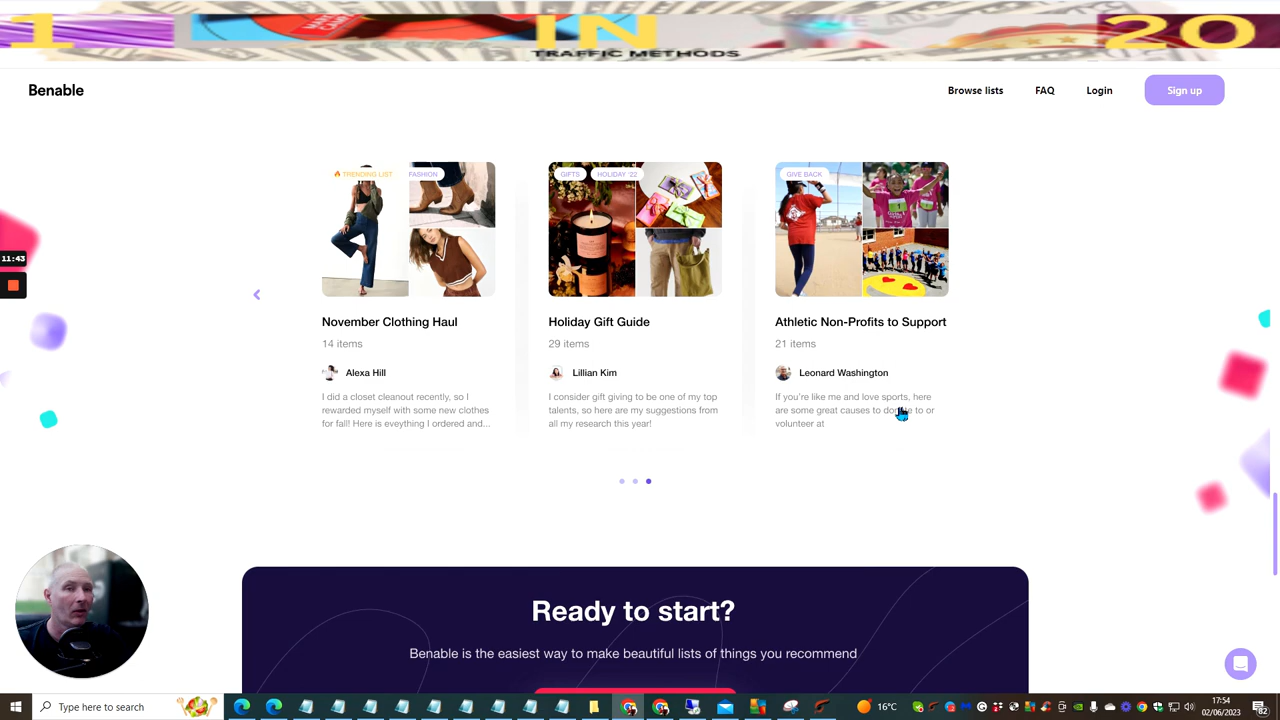 1 IN 20
TRAFFIC METHODS
Benable
Browse lists
FAQ
Login
Sign up
TRENDING LIST
FASHION
GIFTS
HOLIDAY '22
GIVE BACK
11:43
November Clothing Haul
14 items
Alexa Hill
I did a closet cleanout recently, so I
rewarded myself with some new clothes
for fall! Here is eveything I ordered and...
Holiday Gift Guide
29 items
Lillian Kim
I consider gift giving to be one of my top
talents, so here are my suggestions from
all my research this year!
Athletic Non-Profits to Support
21 items
Leonard Washington
If you're like me and love sports, here
are some great causes to donate to or
volunteer at
Ready to start?
Benable is the easiest way to make beautiful lists of things you recommend
Type here to search
16°C
17:54
02/06/2023
62